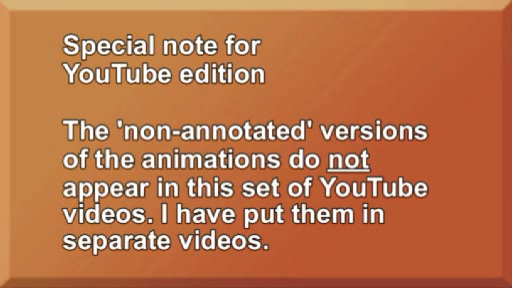 Special note for
YouTube edition
The 'non-annotated' versions
of the animations do not
appear in this set of YouTube
videos. I have put them in
separate videos.